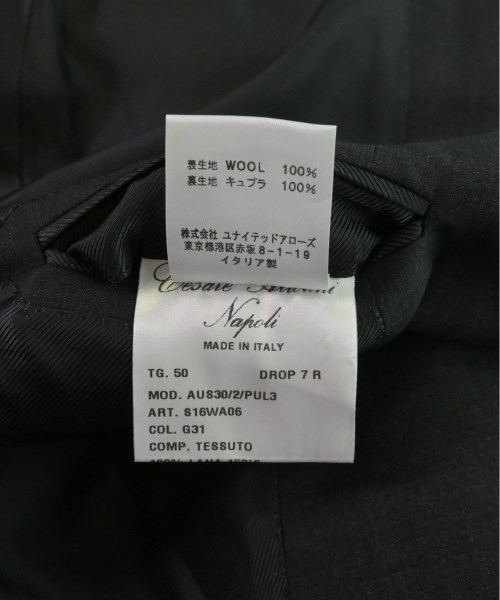 表生地 WOOL 100%
裏生地 キュプラ 100%
株式会社 ユナイテッドアローズ
東京都港区赤坂8-1-19
イタリア製
Cesare
Napoli
MADE IN ITALY
TG. 50 DROP 7 R
MOD. AUS30/2/PUL3
ART. S16WA06
COL. G31
COMP. TESSUTO
100% LANA